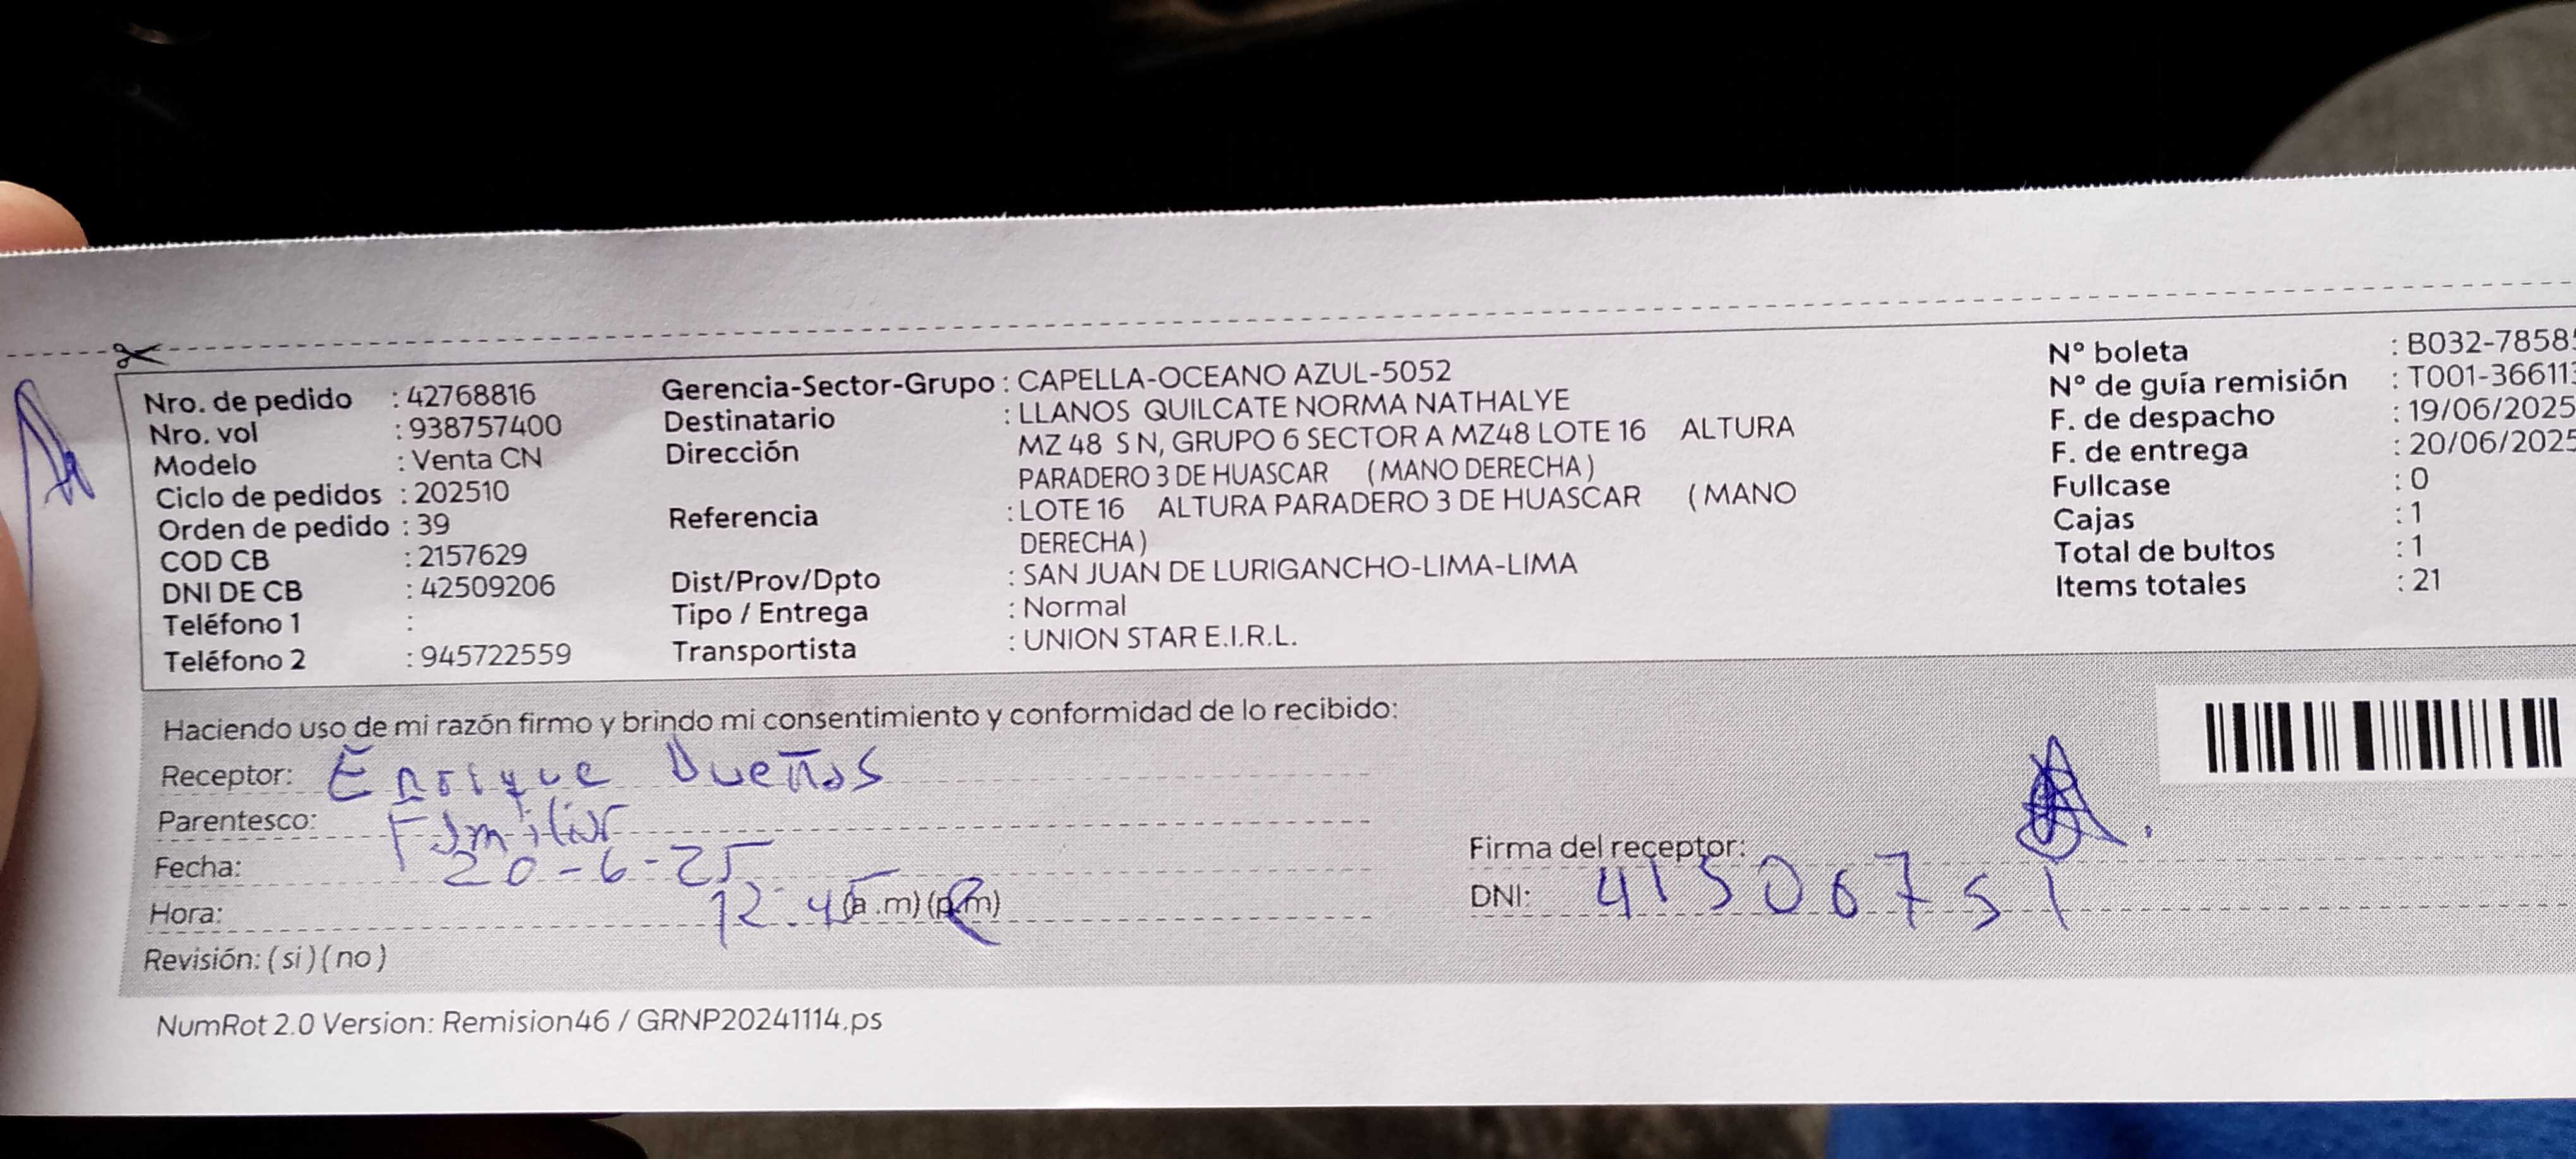 Nro. de pedido : 42768816
Nro. vol : 938757400
Modelo : Venta CN
Ciclo de pedidos : 202510
Orden de pedido : 39
COD CB : 2157629
DNI DE CB : 42509206
Teléfono 1 :
Teléfono 2 : 945722559
Gerencia-Sector-Grupo : CAPELLA-OCEANO AZUL-5052
Destinatario : LLANOS QUILCATE NORMA NATHALYE
Dirección MZ 48 S N, GRUPO 6 SECTOR A MZ48 LOTE 16 ALTURA
PARADERO 3 DE HUASCAR (MANO DERECHA)
Referencia : LOTE 16 ALTURA PARADERO 3 DE HUASCAR (MANO
DERECHA)
Dist/Prov/Dpto : SAN JUAN DE LURIGANCHO-LIMA-LIMA
Tipo / Entrega : Normal
Transportista : UNION STAR E.I.R.L.
N° boleta : B032-7858
N° de guía remisión : T001-36611
F. de despacho : 19/06/2025
F. de entrega : 20/06/2025
Fullcase : 0
Cajas : 1
Total de bultos : 1
Items totales : 21
Haciendo uso de mi razón firmo y brindo mi consentimiento y conformidad de lo recibido:
Receptor: Enrique Dueñas
Parentesco: Familiar
Fecha: 20-6-25
Hora: 12:45 (a.m) (p.m)
Revisión: (si) (no)
Firma del receptor:
DNI: 41506751
NumRot 2.0 Version: Remision46 / GRNP20241114.ps